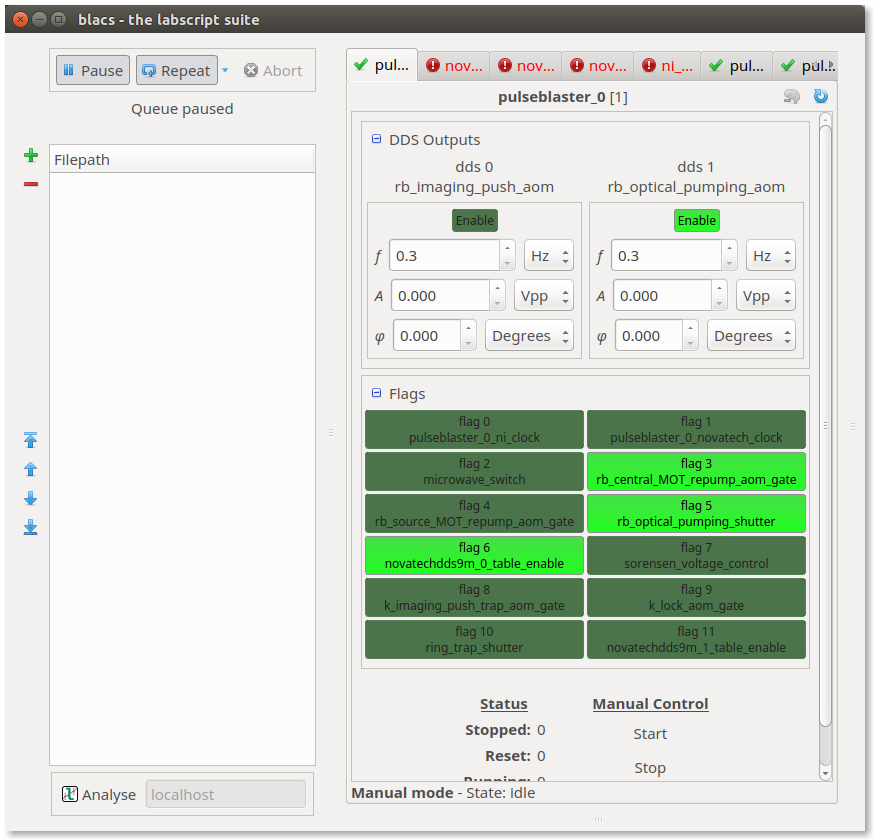 blacs - the labscript suite
Pause
Repeat
Abort
Queue paused
Filepath
Analyse
localhost
pul...
nov...
nov...
nov...
ni_...
pul...
pul...
pulseblaster_0 [1]
DDS Outputs
dds 0
rb_imaging_push_aom
Enable
f 0.3 Hz
A 0.000 Vpp
φ 0.000 Degrees
dds 1
rb_optical_pumping_aom
Enable
f 0.3 Hz
A 0.000 Vpp
φ 0.000 Degrees
Flags
flag 0
pulseblaster_0_ni_clock
flag 1
pulseblaster_0_novatech_clock
flag 2
microwave_switch
flag 3
rb_central_MOT_repump_aom_gate
flag 4
rb_source_MOT_repump_aom_gate
flag 5
rb_optical_pumping_shutter
flag 6
novatechdds9m_0_table_enable
flag 7
sorensen_voltage_control
flag 8
k_imaging_push_trap_aom_gate
flag 9
k_lock_aom_gate
flag 10
ring_trap_shutter
flag 11
novatechdds9m_1_table_enable
Status
Stopped: 0
Reset: 0
Running: 0
Manual Control
Start
Stop
Manual mode - State: idle